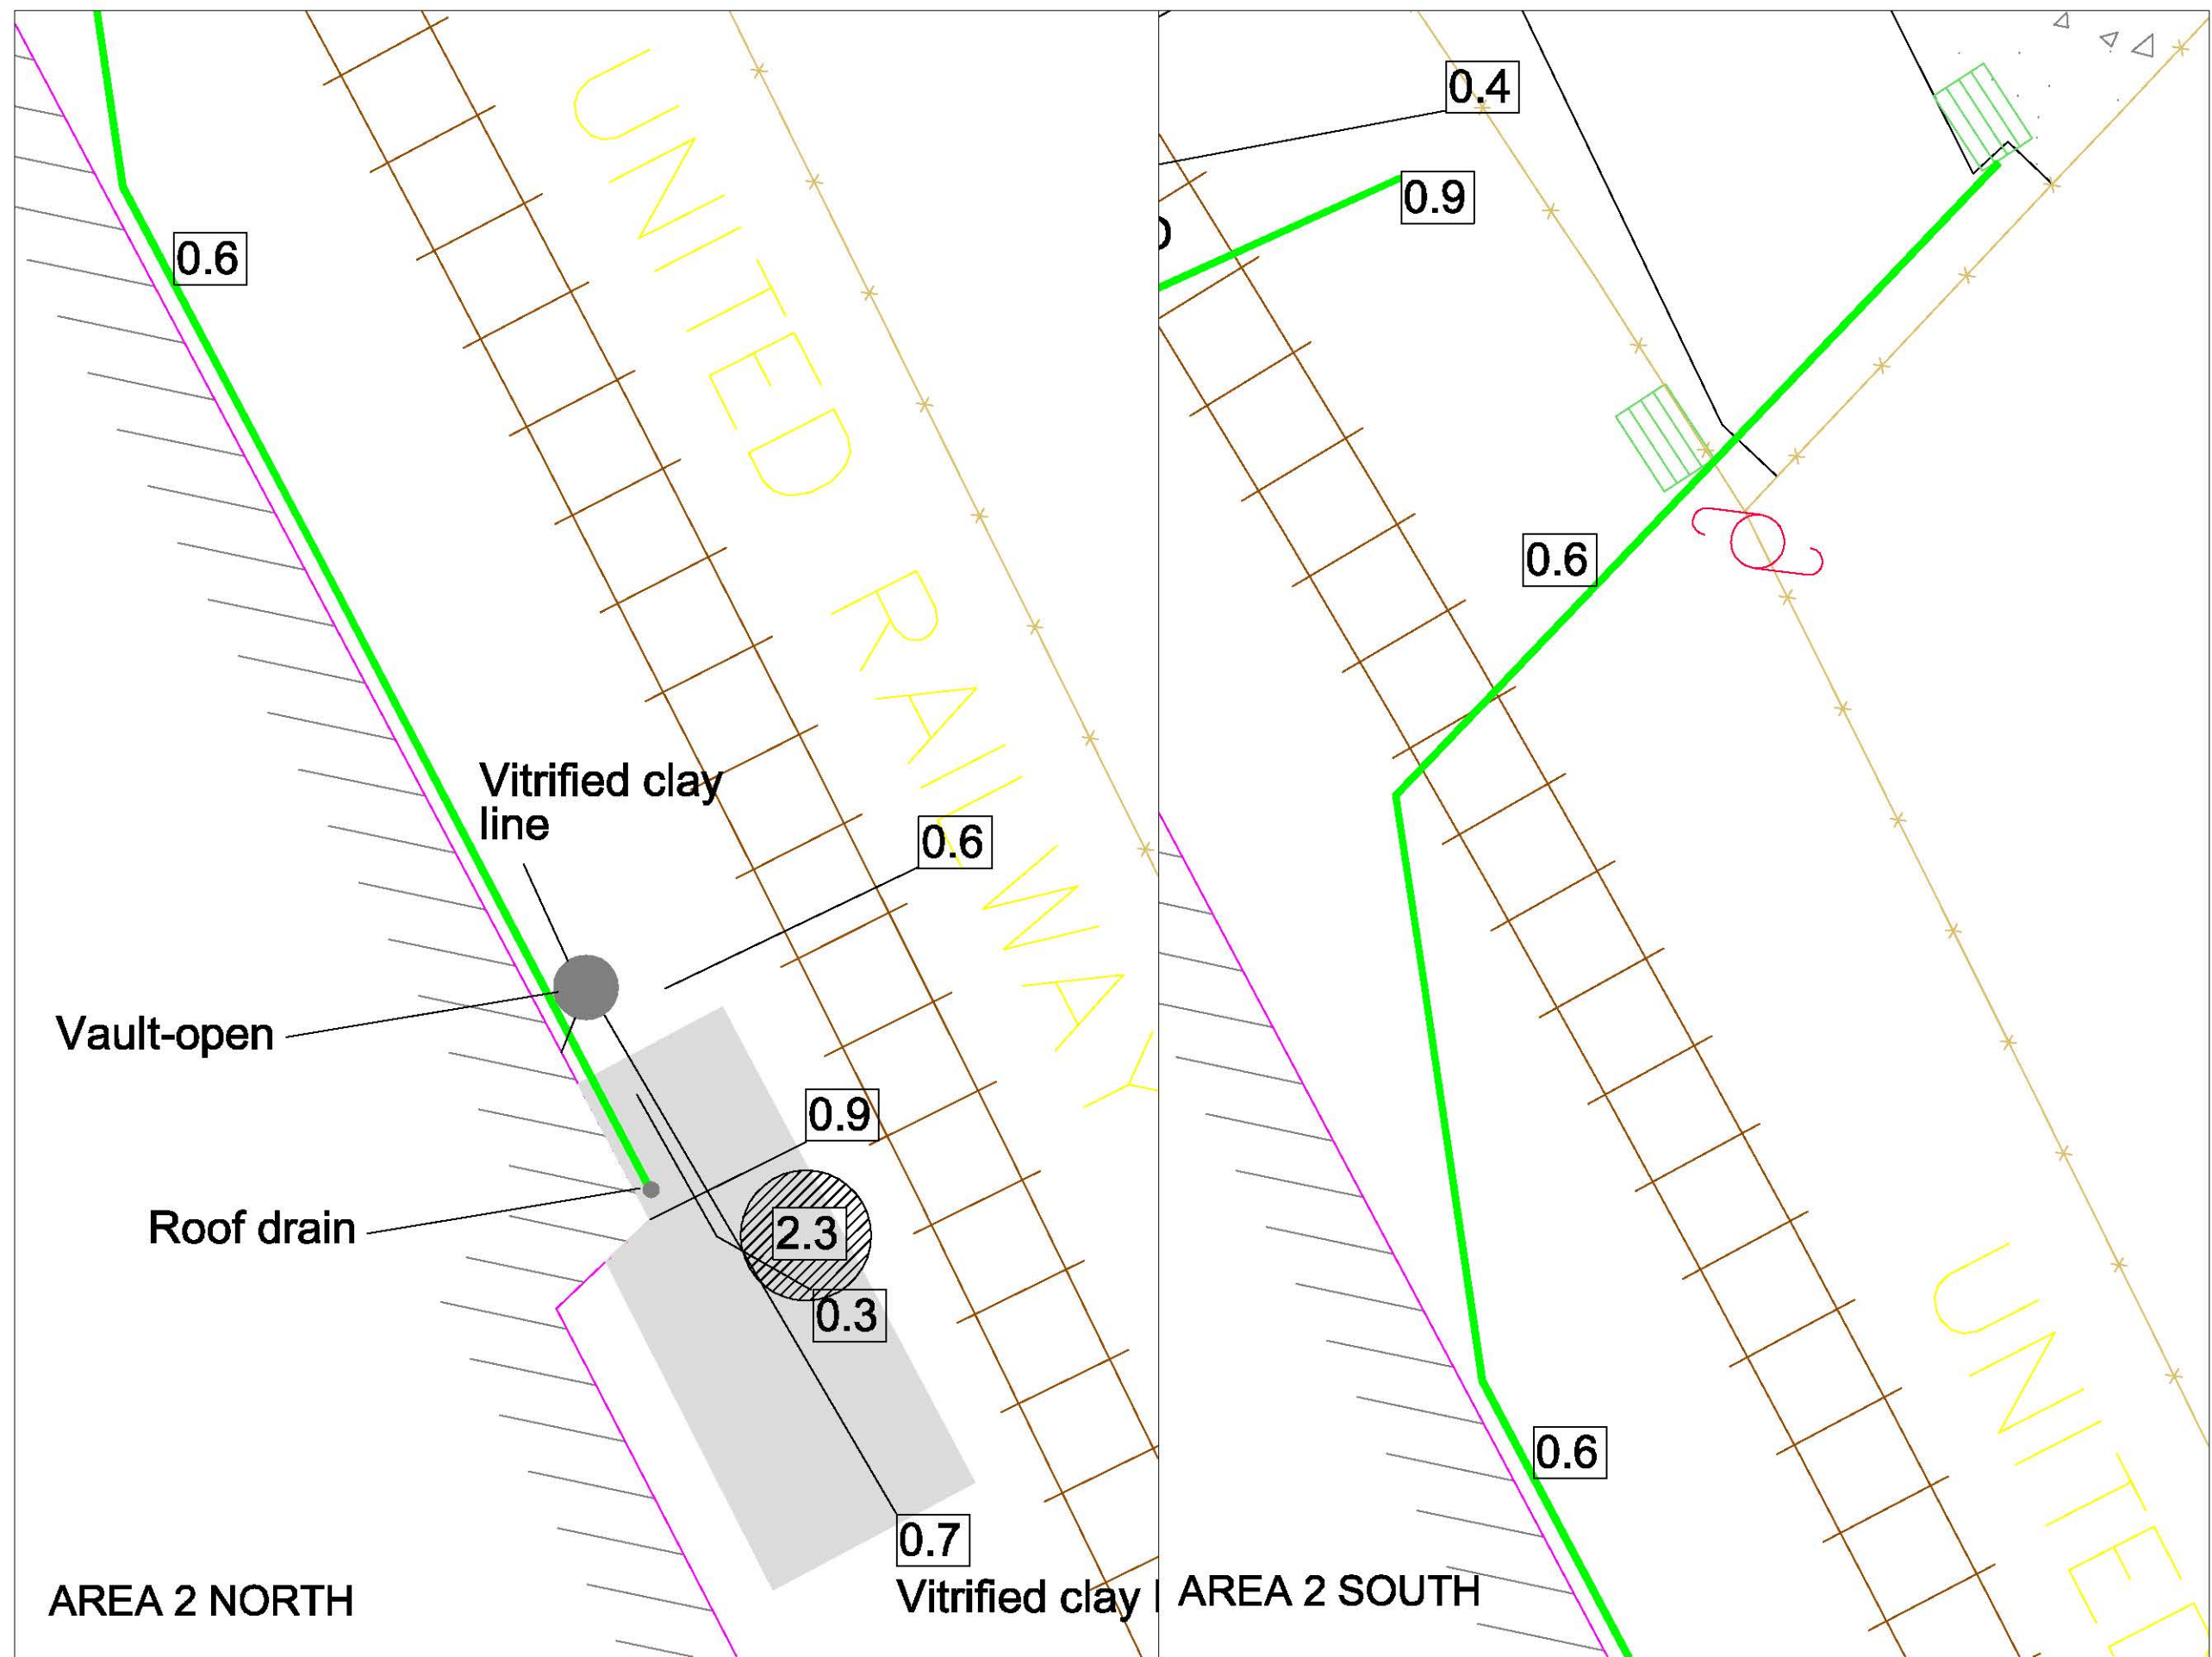 0.6
UNITED RAILWAY
Vitrified clay
line
0.6
Vault-open
0.9
2.3
Roof drain
0.3
0.7
Vitrified clay
AREA 2 NORTH
0.4
0.9
0.6
0.6
UNITED
AREA 2 SOUTH